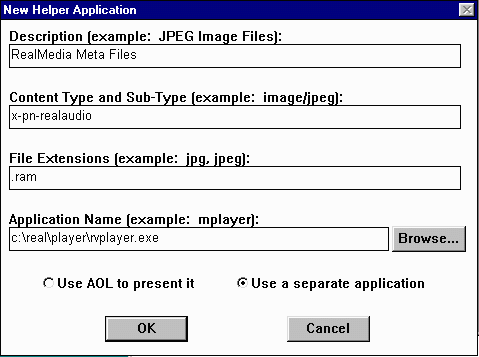 New Helper Application
Description (example: JPEG Image Files):
RealMedia Meta Files
Content Type and Sub-Type (example: image/jpeg):
x-pn-realaudio
File Extensions (example: jpg, jpeg):
.ram
Application Name (example: mplayer):
c:\real\player\rvplayer.exe
Browse...
Use AOL to present it
Use a separate application
OK
Cancel